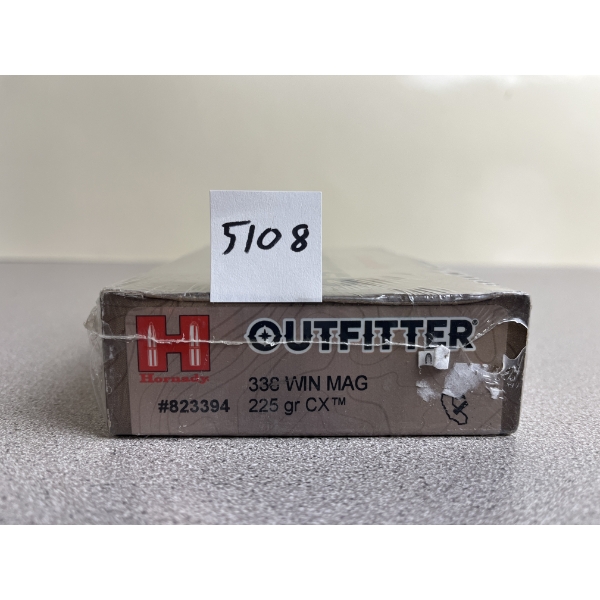 5108
H OUTFITTER®
Hornady
338 WIN MAG
#823394 225 gr CX™